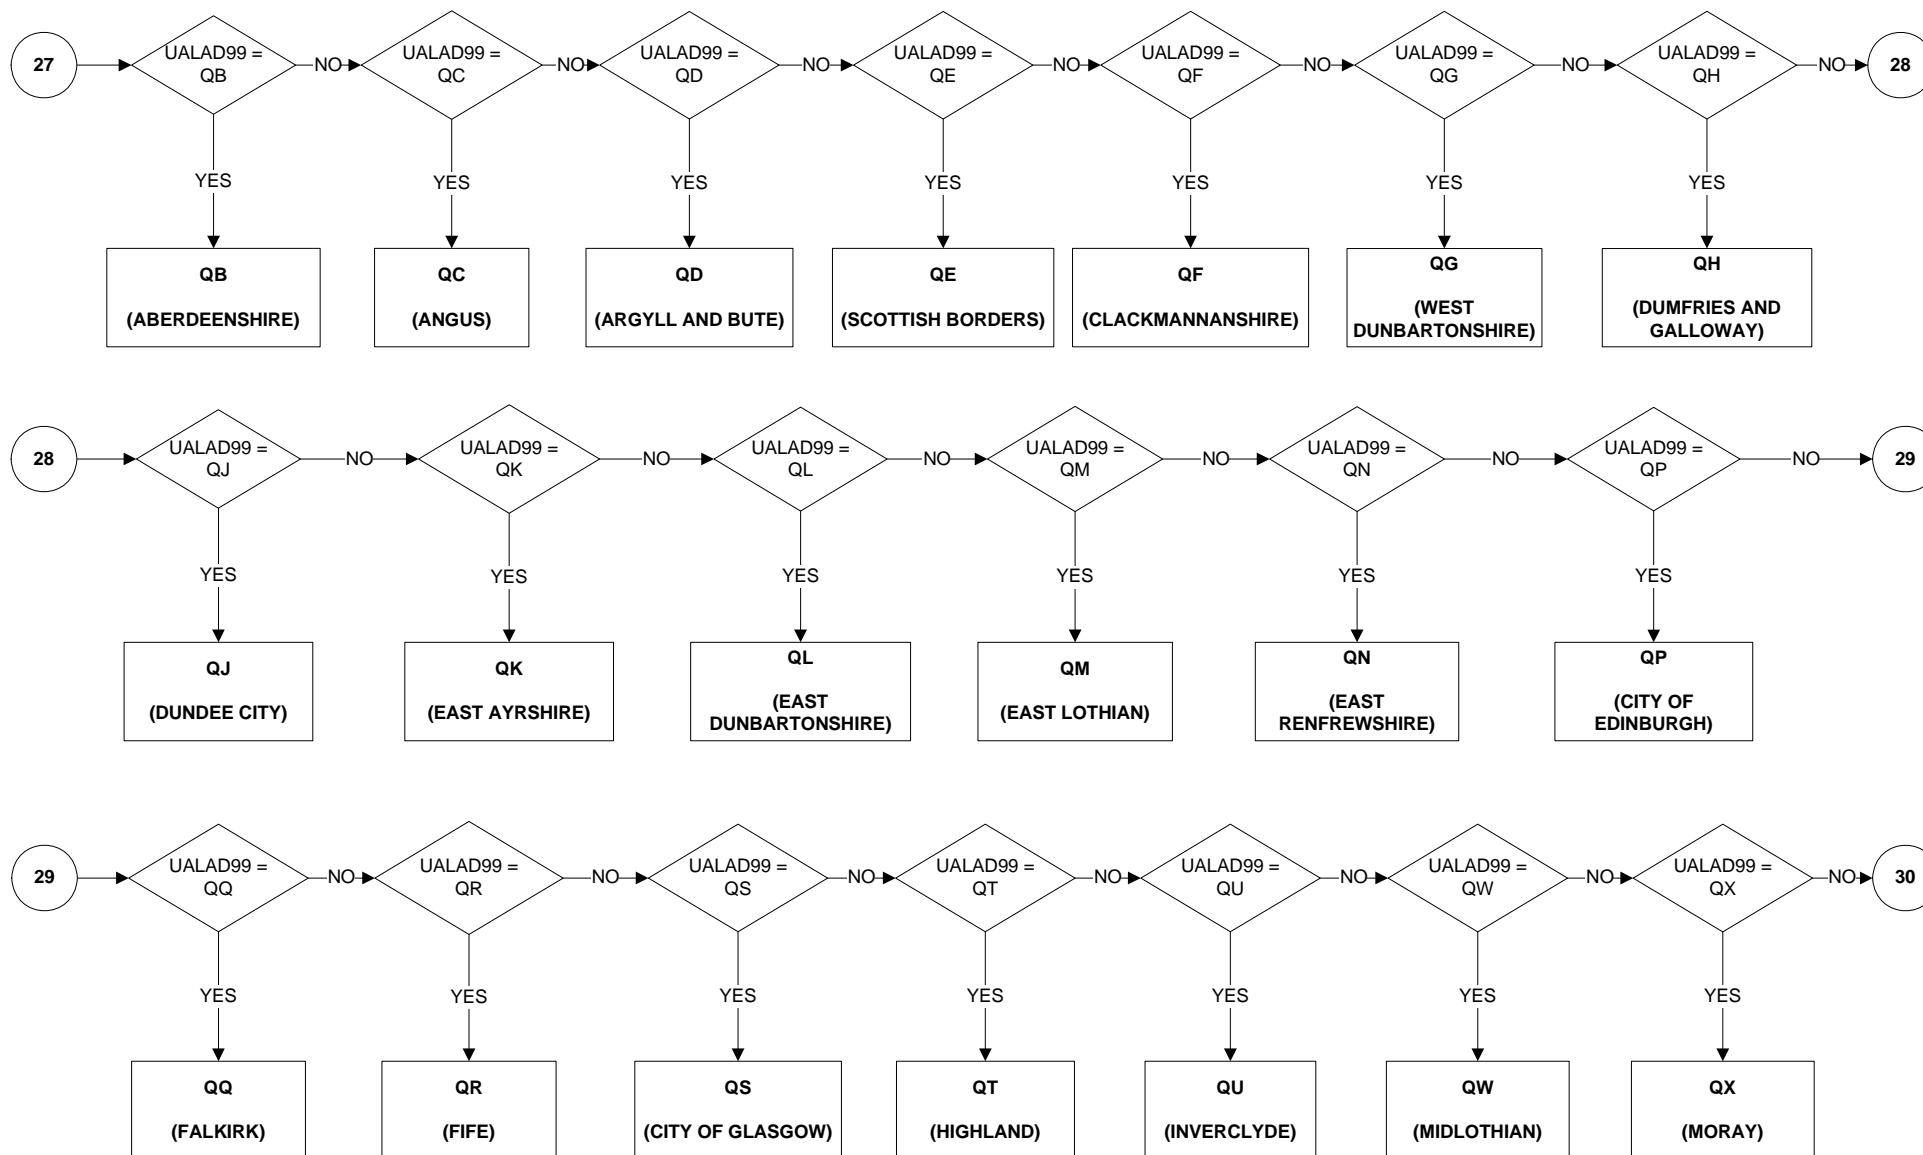 27
UALAD99 =
QB
NO
UALAD99 =
QC
NO
UALAD99 =
QD
NO
UALAD99 =
QE
NO
UALAD99 =
QF
NO
UALAD99 =
QG
NO
UALAD99 =
QH
NO
28
YES
YES
YES
YES
YES
YES
YES
QB
(ABERDEENSHIRE)
QC
(ANGUS)
QD
(ARGYLL AND BUTE)
QE
(SCOTTISH BORDERS)
QF
(CLACKMANNANSHIRE)
QG
(WEST
DUNBARTONSHIRE)
QH
(DUMFRIES AND
GALLOWAY)
28
UALAD99 =
QJ
NO
UALAD99 =
QK
NO
UALAD99 =
QL
NO
UALAD99 =
QM
NO
UALAD99 =
QN
NO
UALAD99 =
QP
NO
29
YES
YES
YES
YES
YES
YES
QJ
(DUNDEE CITY)
QK
(EAST AYRSHIRE)
QL
(EAST
DUNBARTONSHIRE)
QM
(EAST LOTHIAN)
QN
(EAST
RENFREWSHIRE)
QP
(CITY OF
EDINBURGH)
29
UALAD99 =
QQ
NO
UALAD99 =
QR
NO
UALAD99 =
QS
NO
UALAD99 =
QT
NO
UALAD99 =
QU
NO
UALAD99 =
QW
NO
UALAD99 =
QX
NO
30
YES
YES
YES
YES
YES
YES
YES
QQ
(FALKIRK)
QR
(FIFE)
QS
(CITY OF GLASGOW)
QT
(HIGHLAND)
QU
(INVERCLYDE)
QW
(MIDLOTHIAN)
QX
(MORAY)